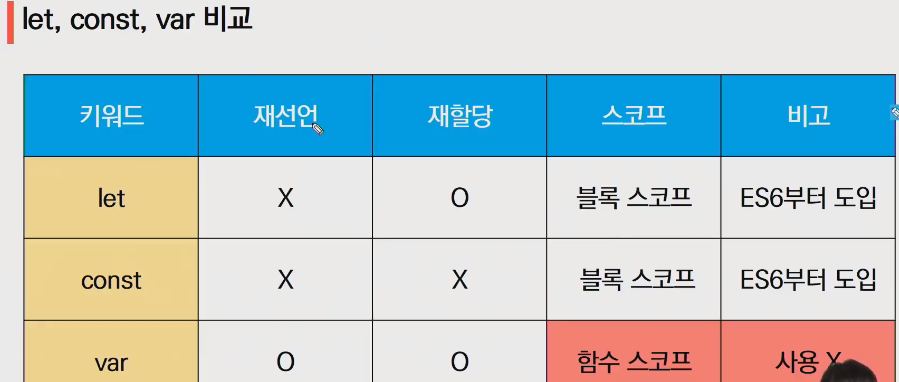 let, const, var 비교
키워드 재선언 재할당 스코프 비고
let X O 블록 스코프 ES6부터 도입
const X X 블록 스코프 ES6부터 도입
var O O 함수 스코프 사용 X